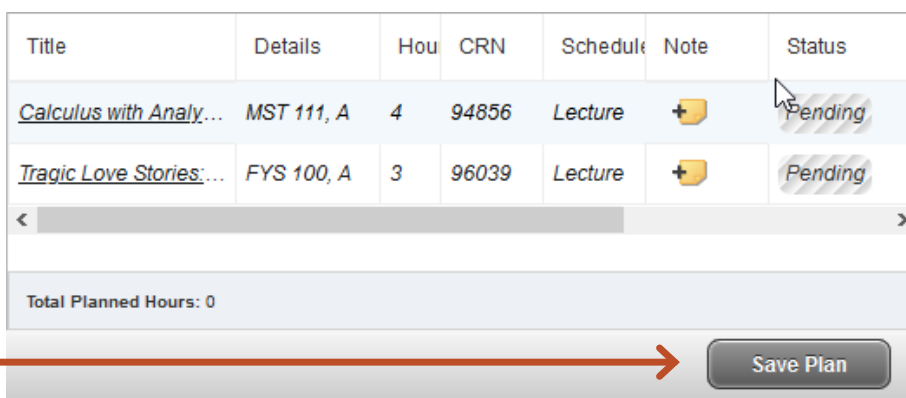 Title Details Hou CRN Schedule Note Status
Calculus with Analy... MST 111, A 4 94856 Lecture Pending
Tragic Love Stories:... FYS 100, A 3 96039 Lecture Pending
Total Planned Hours: 0
Save Plan